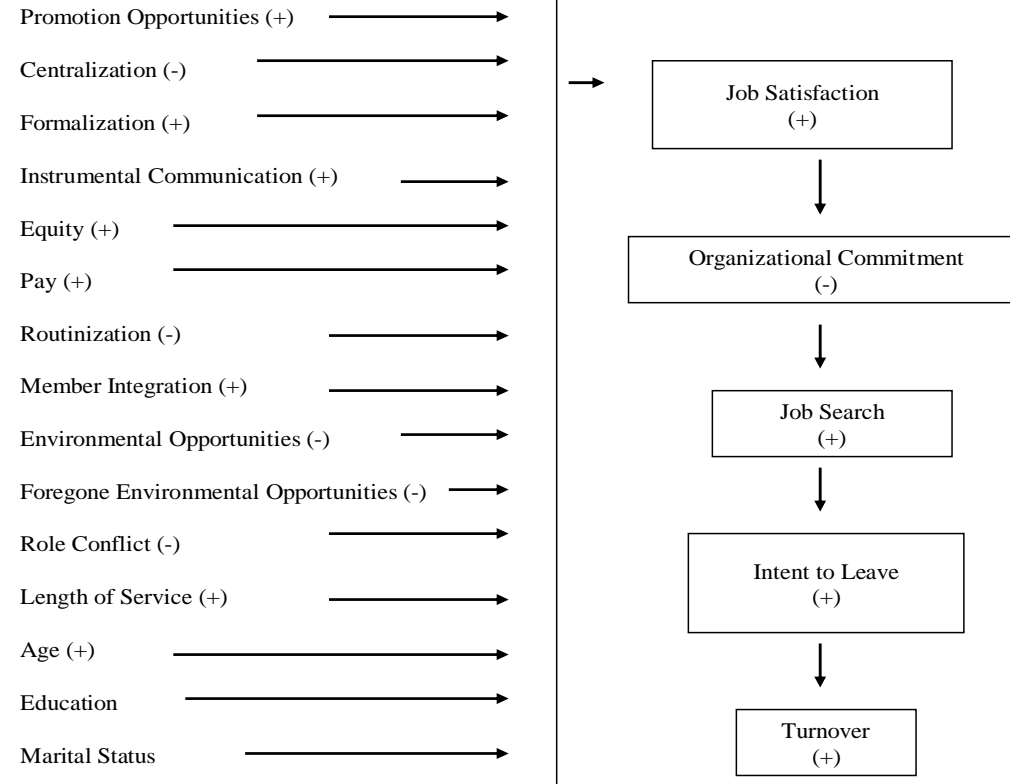 Promotion Opportunities (+)
Centralization (-)
Formalization (+)
Instrumental Communication (+)
Equity (+)
Pay (+)
Routinization (-)
Member Integration (+)
Environmental Opportunities (-)
Foregone Environmental Opportunities (-)
Role Conflict (-)
Length of Service (+)
Age (+)
Education
Marital Status
Job Satisfaction
(+)
Organizational Commitment
(-)
Job Search
(+)
Intent to Leave
(+)
Turnover
(+)